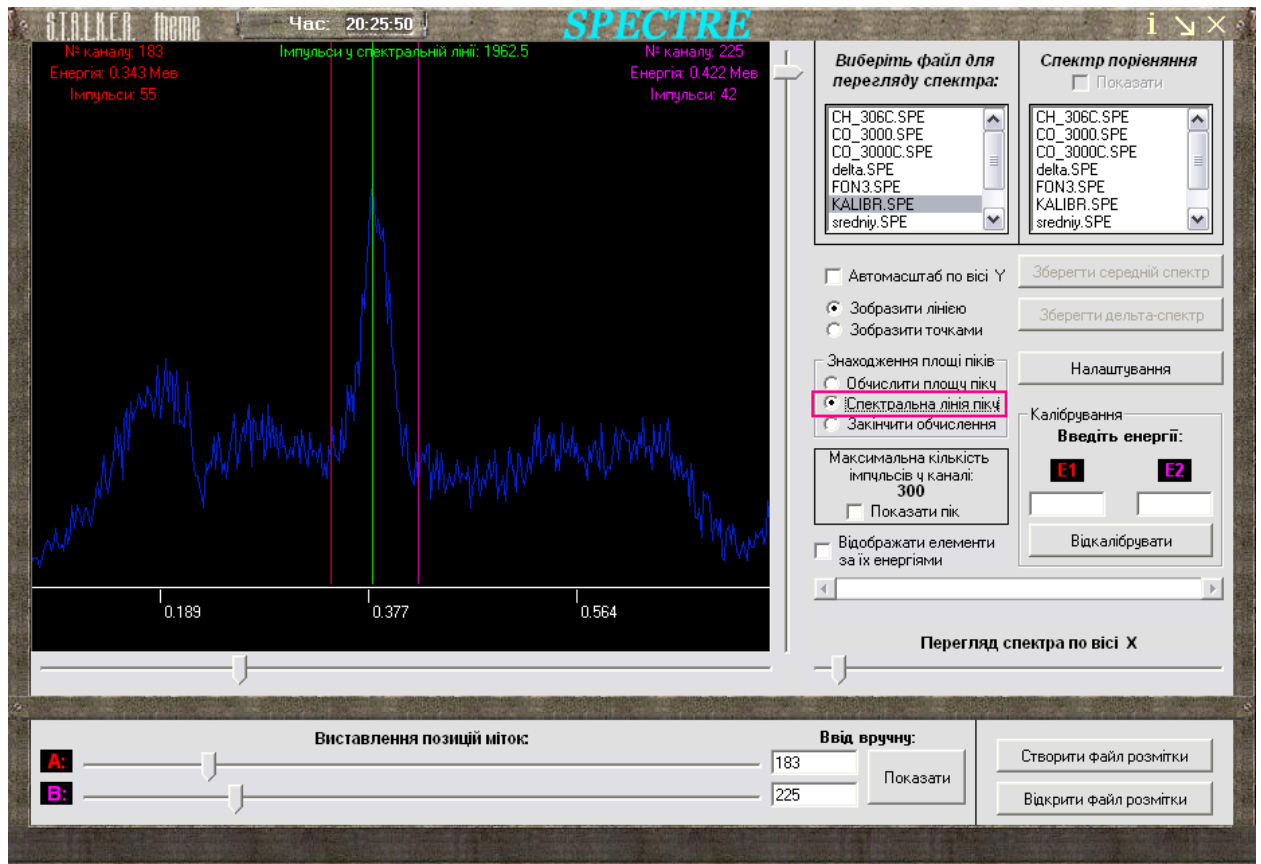 S.T.A.L.K.E.R. theme
Час: 20:25:50
SPECTRE
№ каналу: 183
Енергія: 0.343 Мев
Імпульси: 55
Імпульси у спектральній лінії: 1962.5
№ каналу: 225
Енергія: 0.422 Мев
Імпульси: 42
0.189
0.377
0.564
Виберіть файл для
перегляду спектра:
CH_306C.SPE
CO_3000.SPE
CO_3000C.SPE
delta.SPE
FON3.SPE
KALIBR.SPE
sredniy.SPE
Спектр порівняння
Показати
CH_306C.SPE
CO_3000.SPE
CO_3000C.SPE
delta.SPE
FON3.SPE
KALIBR.SPE
sredniy.SPE
Автомасштаб по вісі Y
Зобразити лінією
Зобразити точками
Знаходження площі піків
Обчислити площу піку
Спектральна лінія піку
Закінчити обчислення
Максимальна кількість
імпульсів у каналі:
300
Показати пік
Відображати елементи
за їх енергіями
Зберегти середній спектр
Зберегти дельта-спектр
Налаштування
Калібрування
Введіть енергії:
E1
E2
Відкалібрувати
Перегляд спектра по вісі X
Виставлення позицій міток:
A:
B:
Ввід вручну:
183
225
Показати
Створити файл розмітки
Відкрити файл розмітки